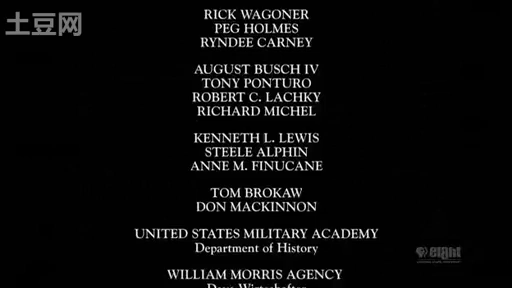 土豆网
RICK WAGONER
PEG HOLMES
RYNDEE CARNEY
AUGUST BUSCH IV
TONY PONTURO
ROBERT C. LACHKY
RICHARD MICHEL
KENNETH L. LEWIS
STEELE ALPHIN
ANNE M. FINUCANE
TOM BROKAW
DON MACKINNON
UNITED STATES MILITARY ACADEMY
Department of History
eight
WILLIAM MORRIS AGENCY